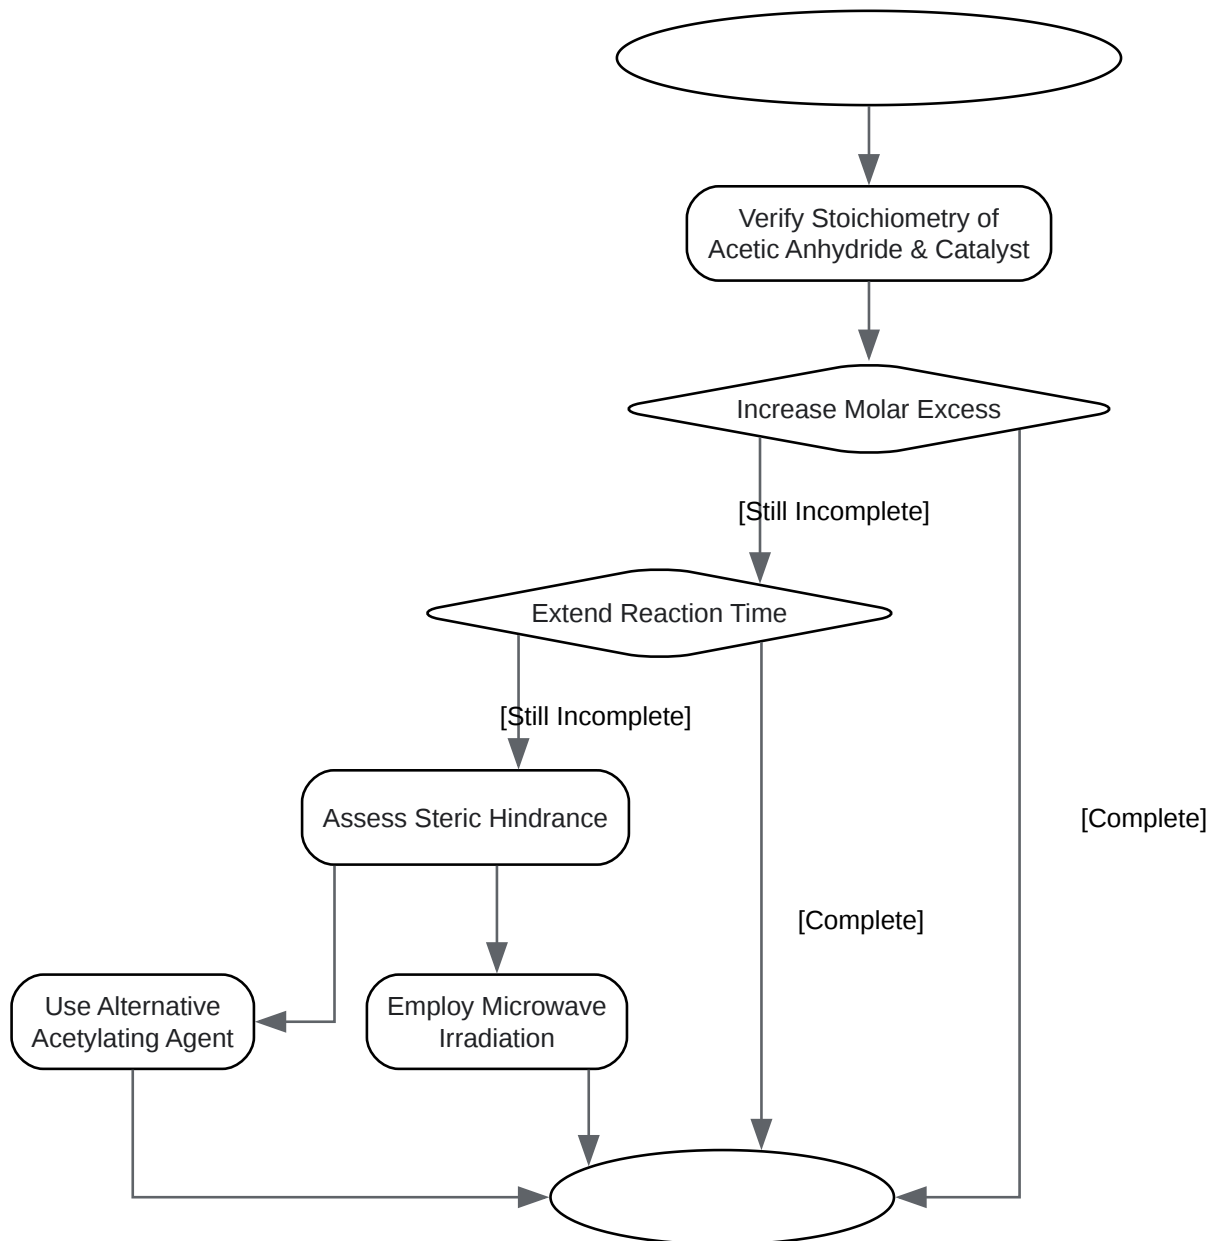 Verify Stoichiometry of
Acetic Anhydride & Catalyst
Increase Molar Excess
[Still Incomplete]
Extend Reaction Time
[Still Incomplete]
Assess Steric Hindrance
[Complete]
[Complete]
Use Alternative
Acetylating Agent
Employ Microwave
Irradiation